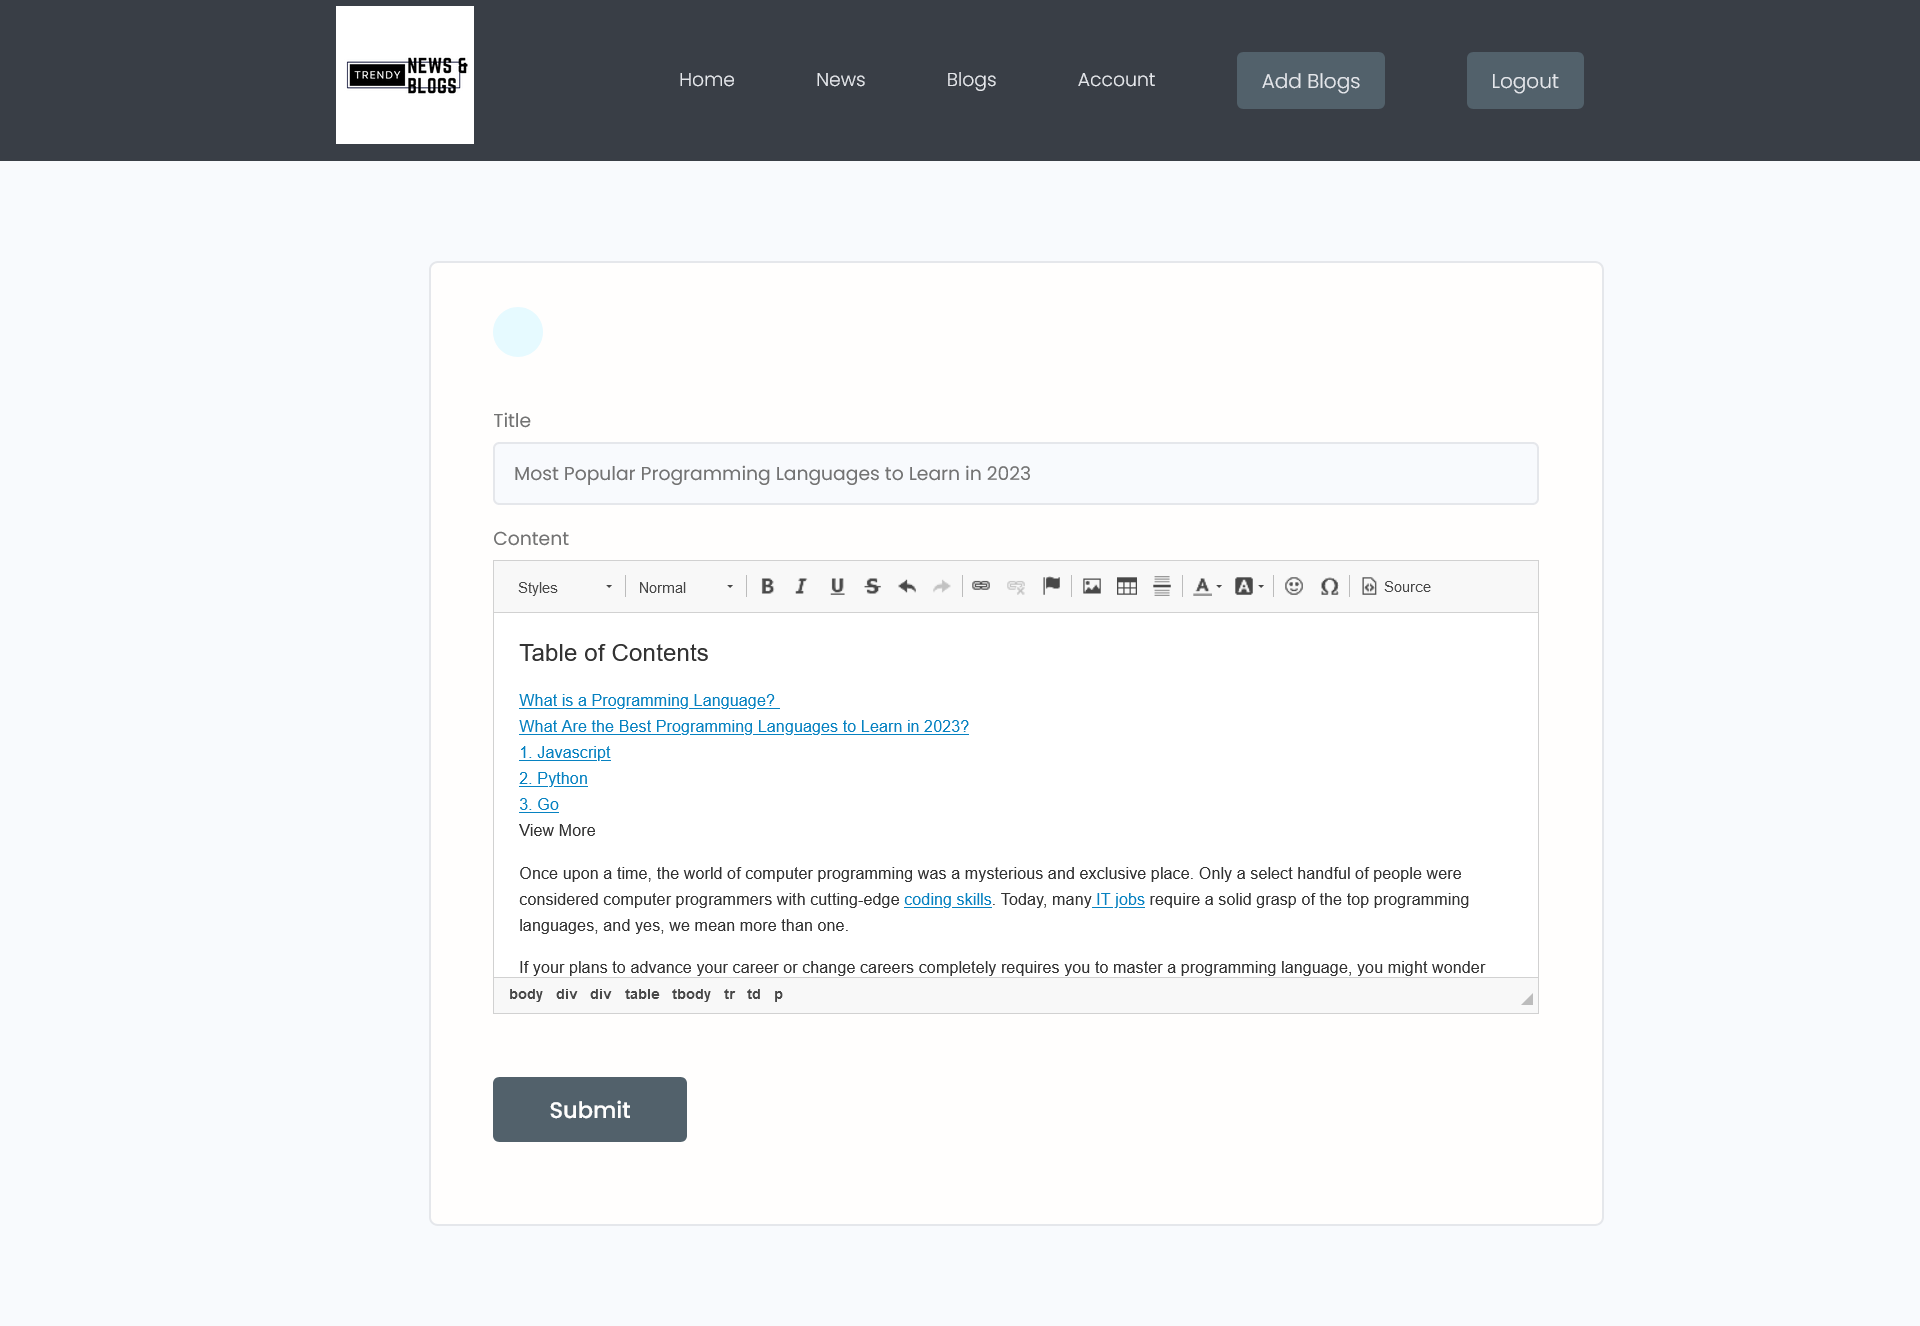 TRENDY NEWS & BLOGS
Home News Blogs Account Add Blogs Logout
Title
Most Popular Programming Languages to Learn in 2023
Content
Styles Normal B I U S A A Ω Source
Table of Contents
What is a Programming Language?
What Are the Best Programming Languages to Learn in 2023?
1. Javascript
2. Python
3. Go
View More
Once upon a time, the world of computer programming was a mysterious and exclusive place. Only a select handful of people were
considered computer programmers with cutting-edge coding skills. Today, many IT jobs require a solid grasp of the top programming
languages, and yes, we mean more than one.
If your plans to advance your career or change careers completely requires you to master a programming language, you might wonder
body div div table tbody tr td p
Submit